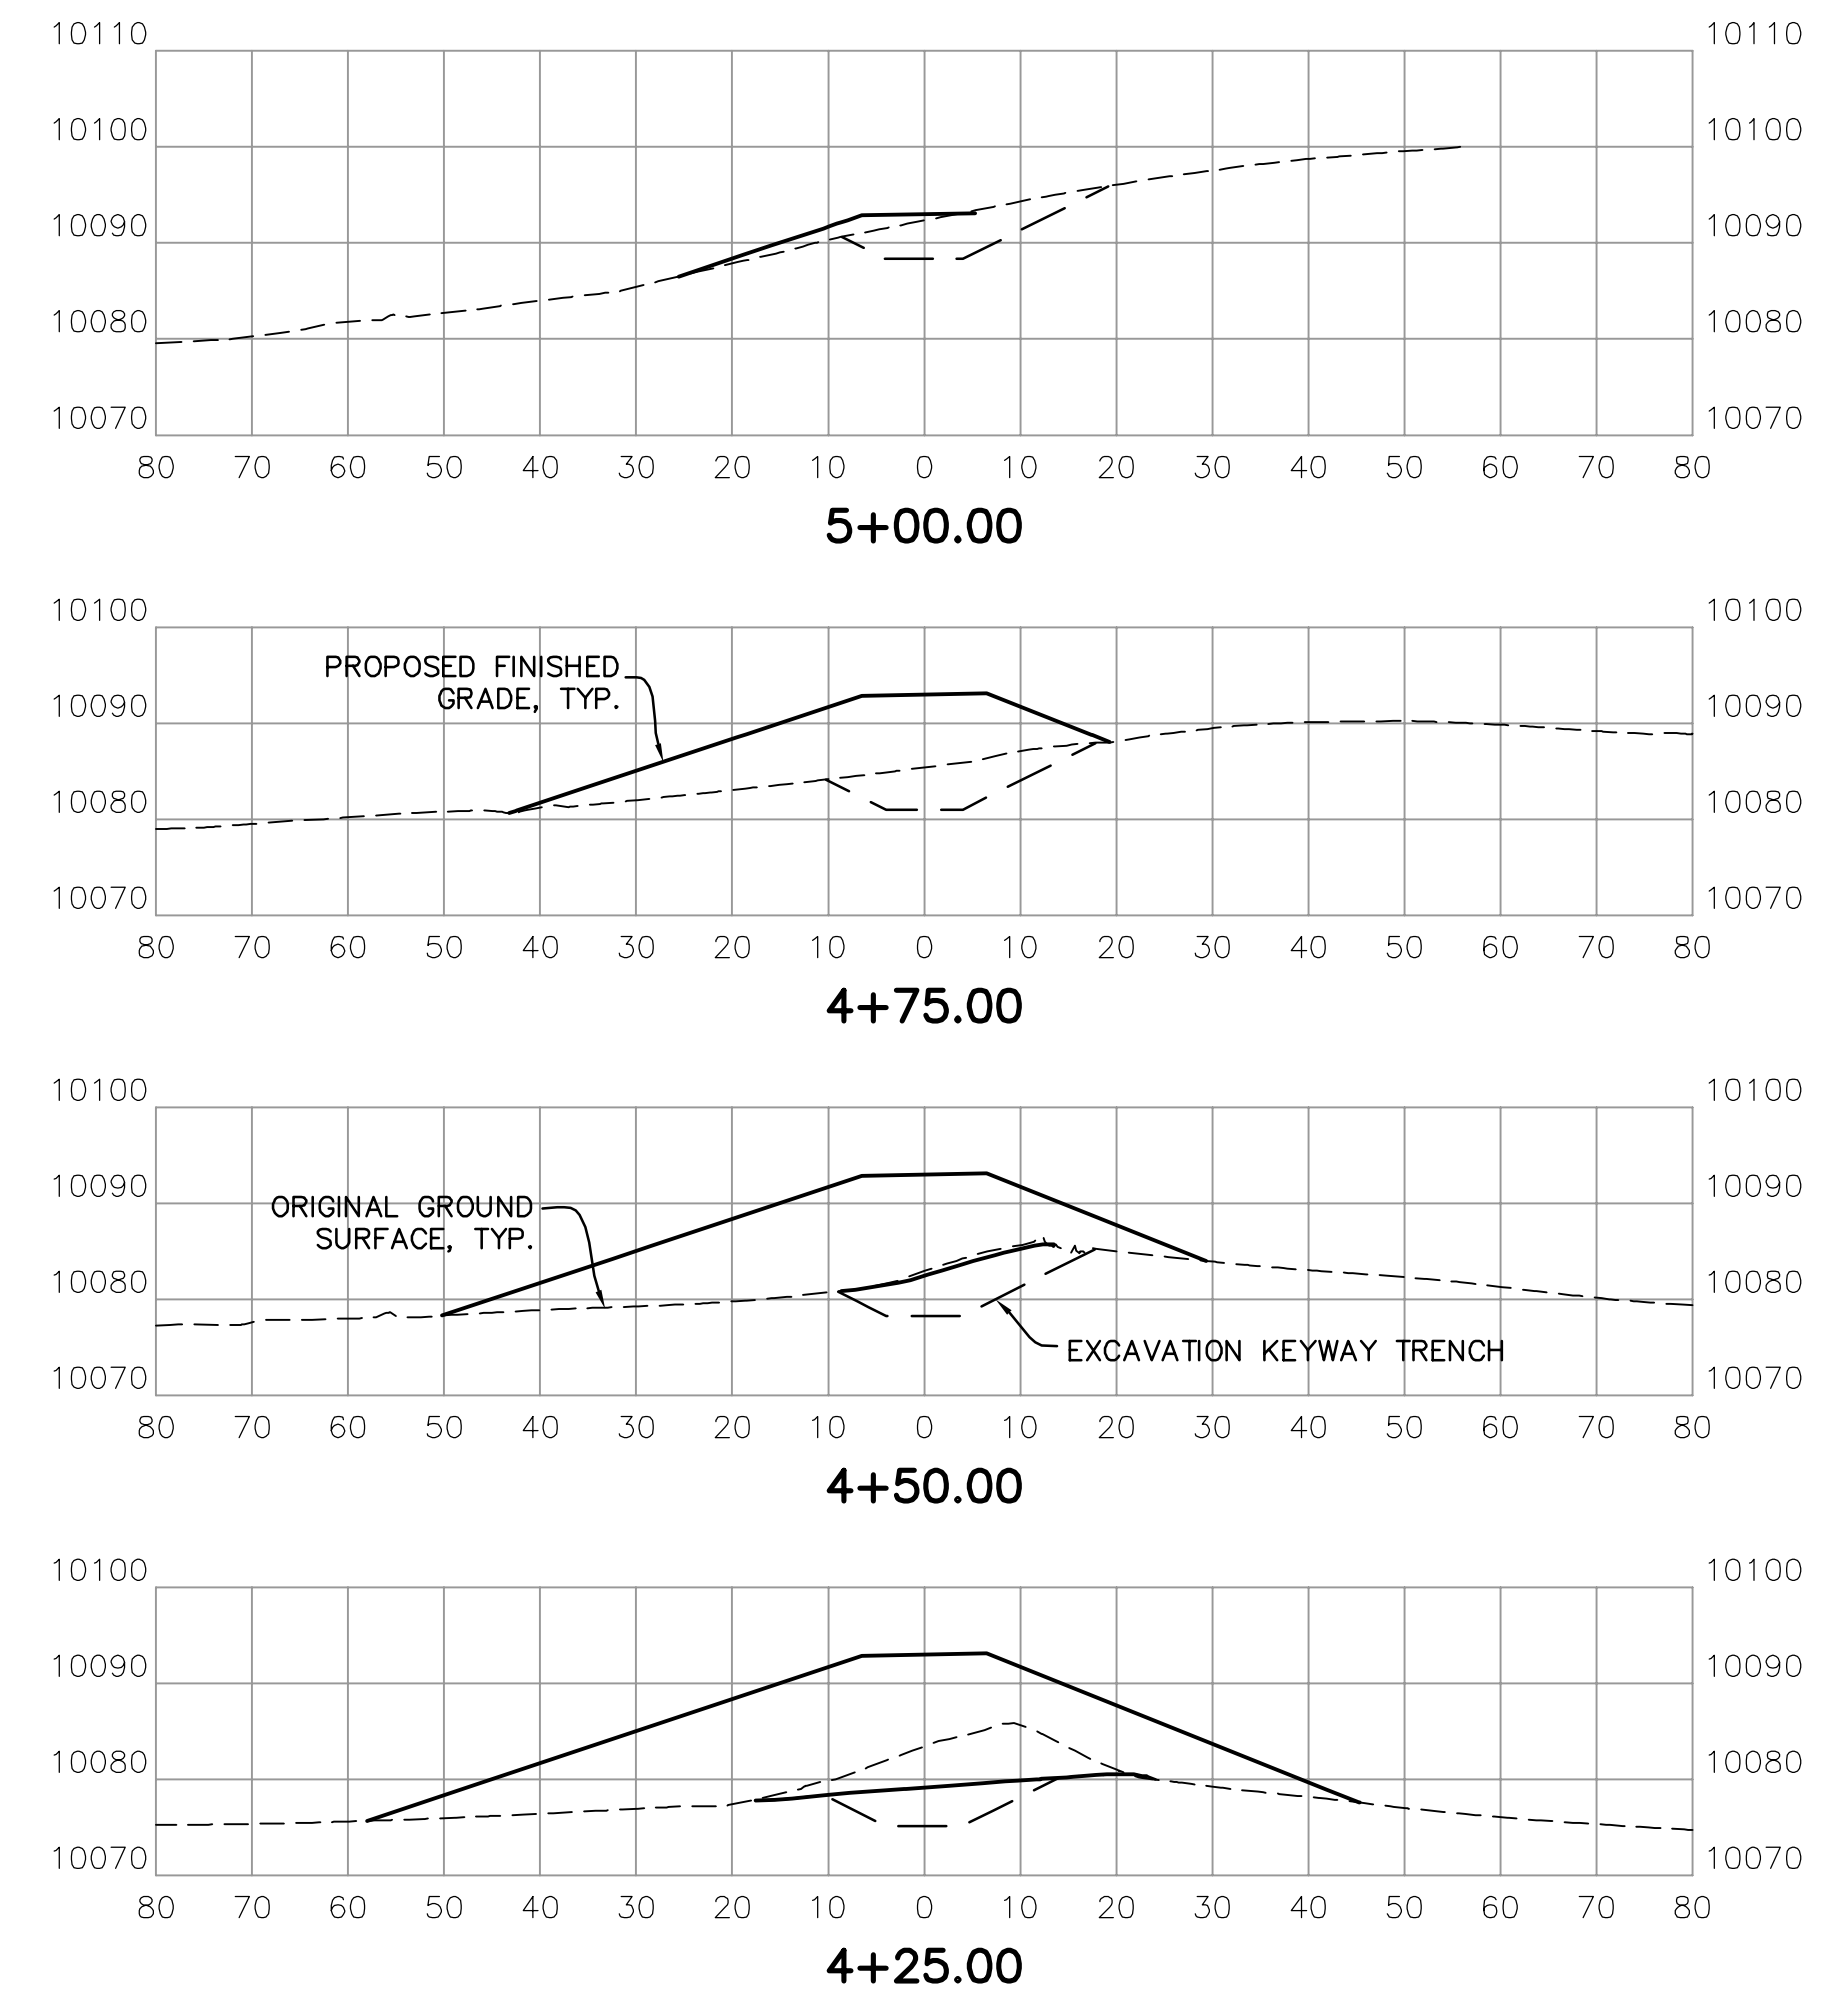 10110 10110
10100 10100
10090 10090
10080 10080
10070 10070
80 70 60 50 40 30 20 10 0 10 20 30 40 50 60 70 80
5+00.00
10100 10100
PROPOSED FINISHED
GRADE, TYP.
10090 10090
10080 10080
10070 10070
80 70 60 50 40 30 20 10 0 10 20 30 40 50 60 70 80
4+75.00
10100 10100
10090 10090
ORIGINAL GROUND
SURFACE, TYP.
10080 10080
EXCAVATION KEYWAY TRENCH
10070 10070
80 70 60 50 40 30 20 10 0 10 20 30 40 50 60 70 80
4+50.00
10100 10100
10090 10090
10080 10080
10070 10070
80 70 60 50 40 30 20 10 0 10 20 30 40 50 60 70 80
4+25.00